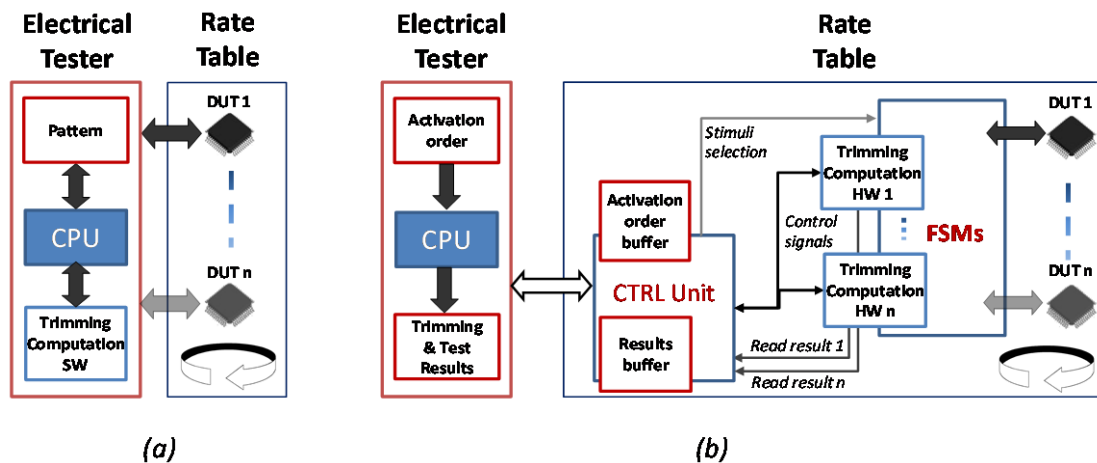 Electrical
Tester
Rate
Table
Pattern
CPU
Trimming
Computation
SW
DUT 1
DUT n
(a)
Electrical
Tester
Rate
Table
Activation
order
CPU
Trimming
& Test
Results
Activation
order
buffer
CTRL Unit
Results
buffer
Stimuli
selection
Control
signals
Trimming
Computation
HW 1
Trimming
Computation
HW n
FSMs
Read result 1
Read result n
DUT 1
DUT n
(b)